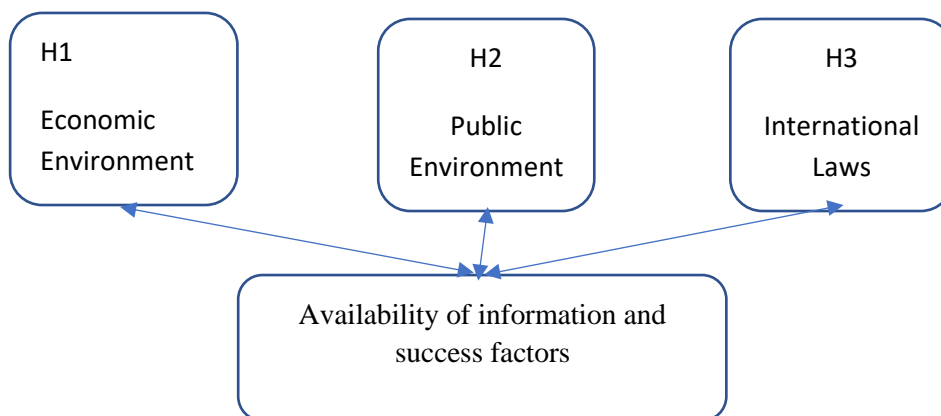 H1
Economic
Environment
H2
Public
Environment
H3
International
Laws
Availability of information and
success factors